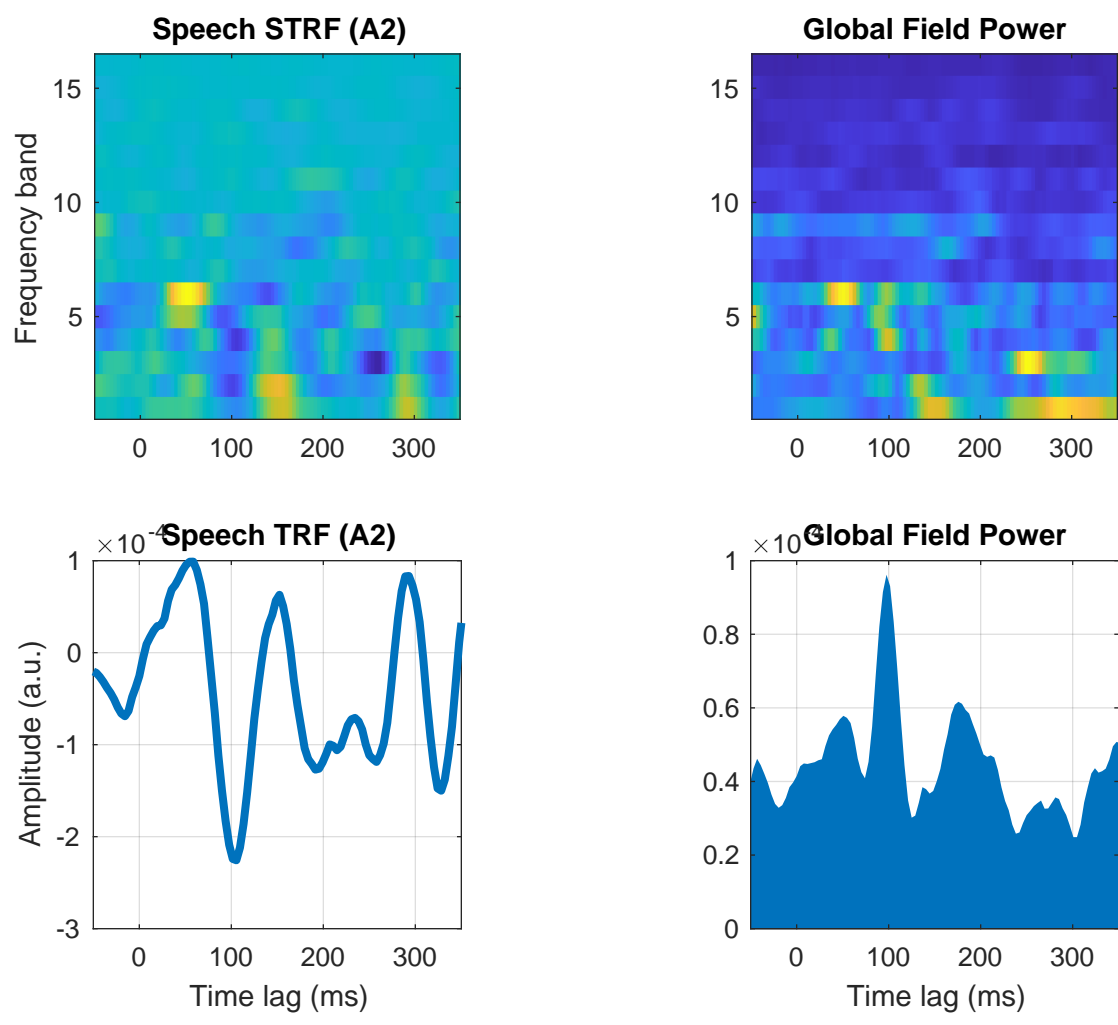 Speech STRF (A2)
Frequency band
15
10
5
0 100 200 300
Global Field Power
15
10
5
0 100 200 300
Speech TRF (A2)
×10⁻⁴
Amplitude (a.u.)
1
0
-1
-2
-3
0 100 200 300
Time lag (ms)
Global Field Power
×10⁻⁴
1
0.8
0.6
0.4
0.2
0
0 100 200 300
Time lag (ms)